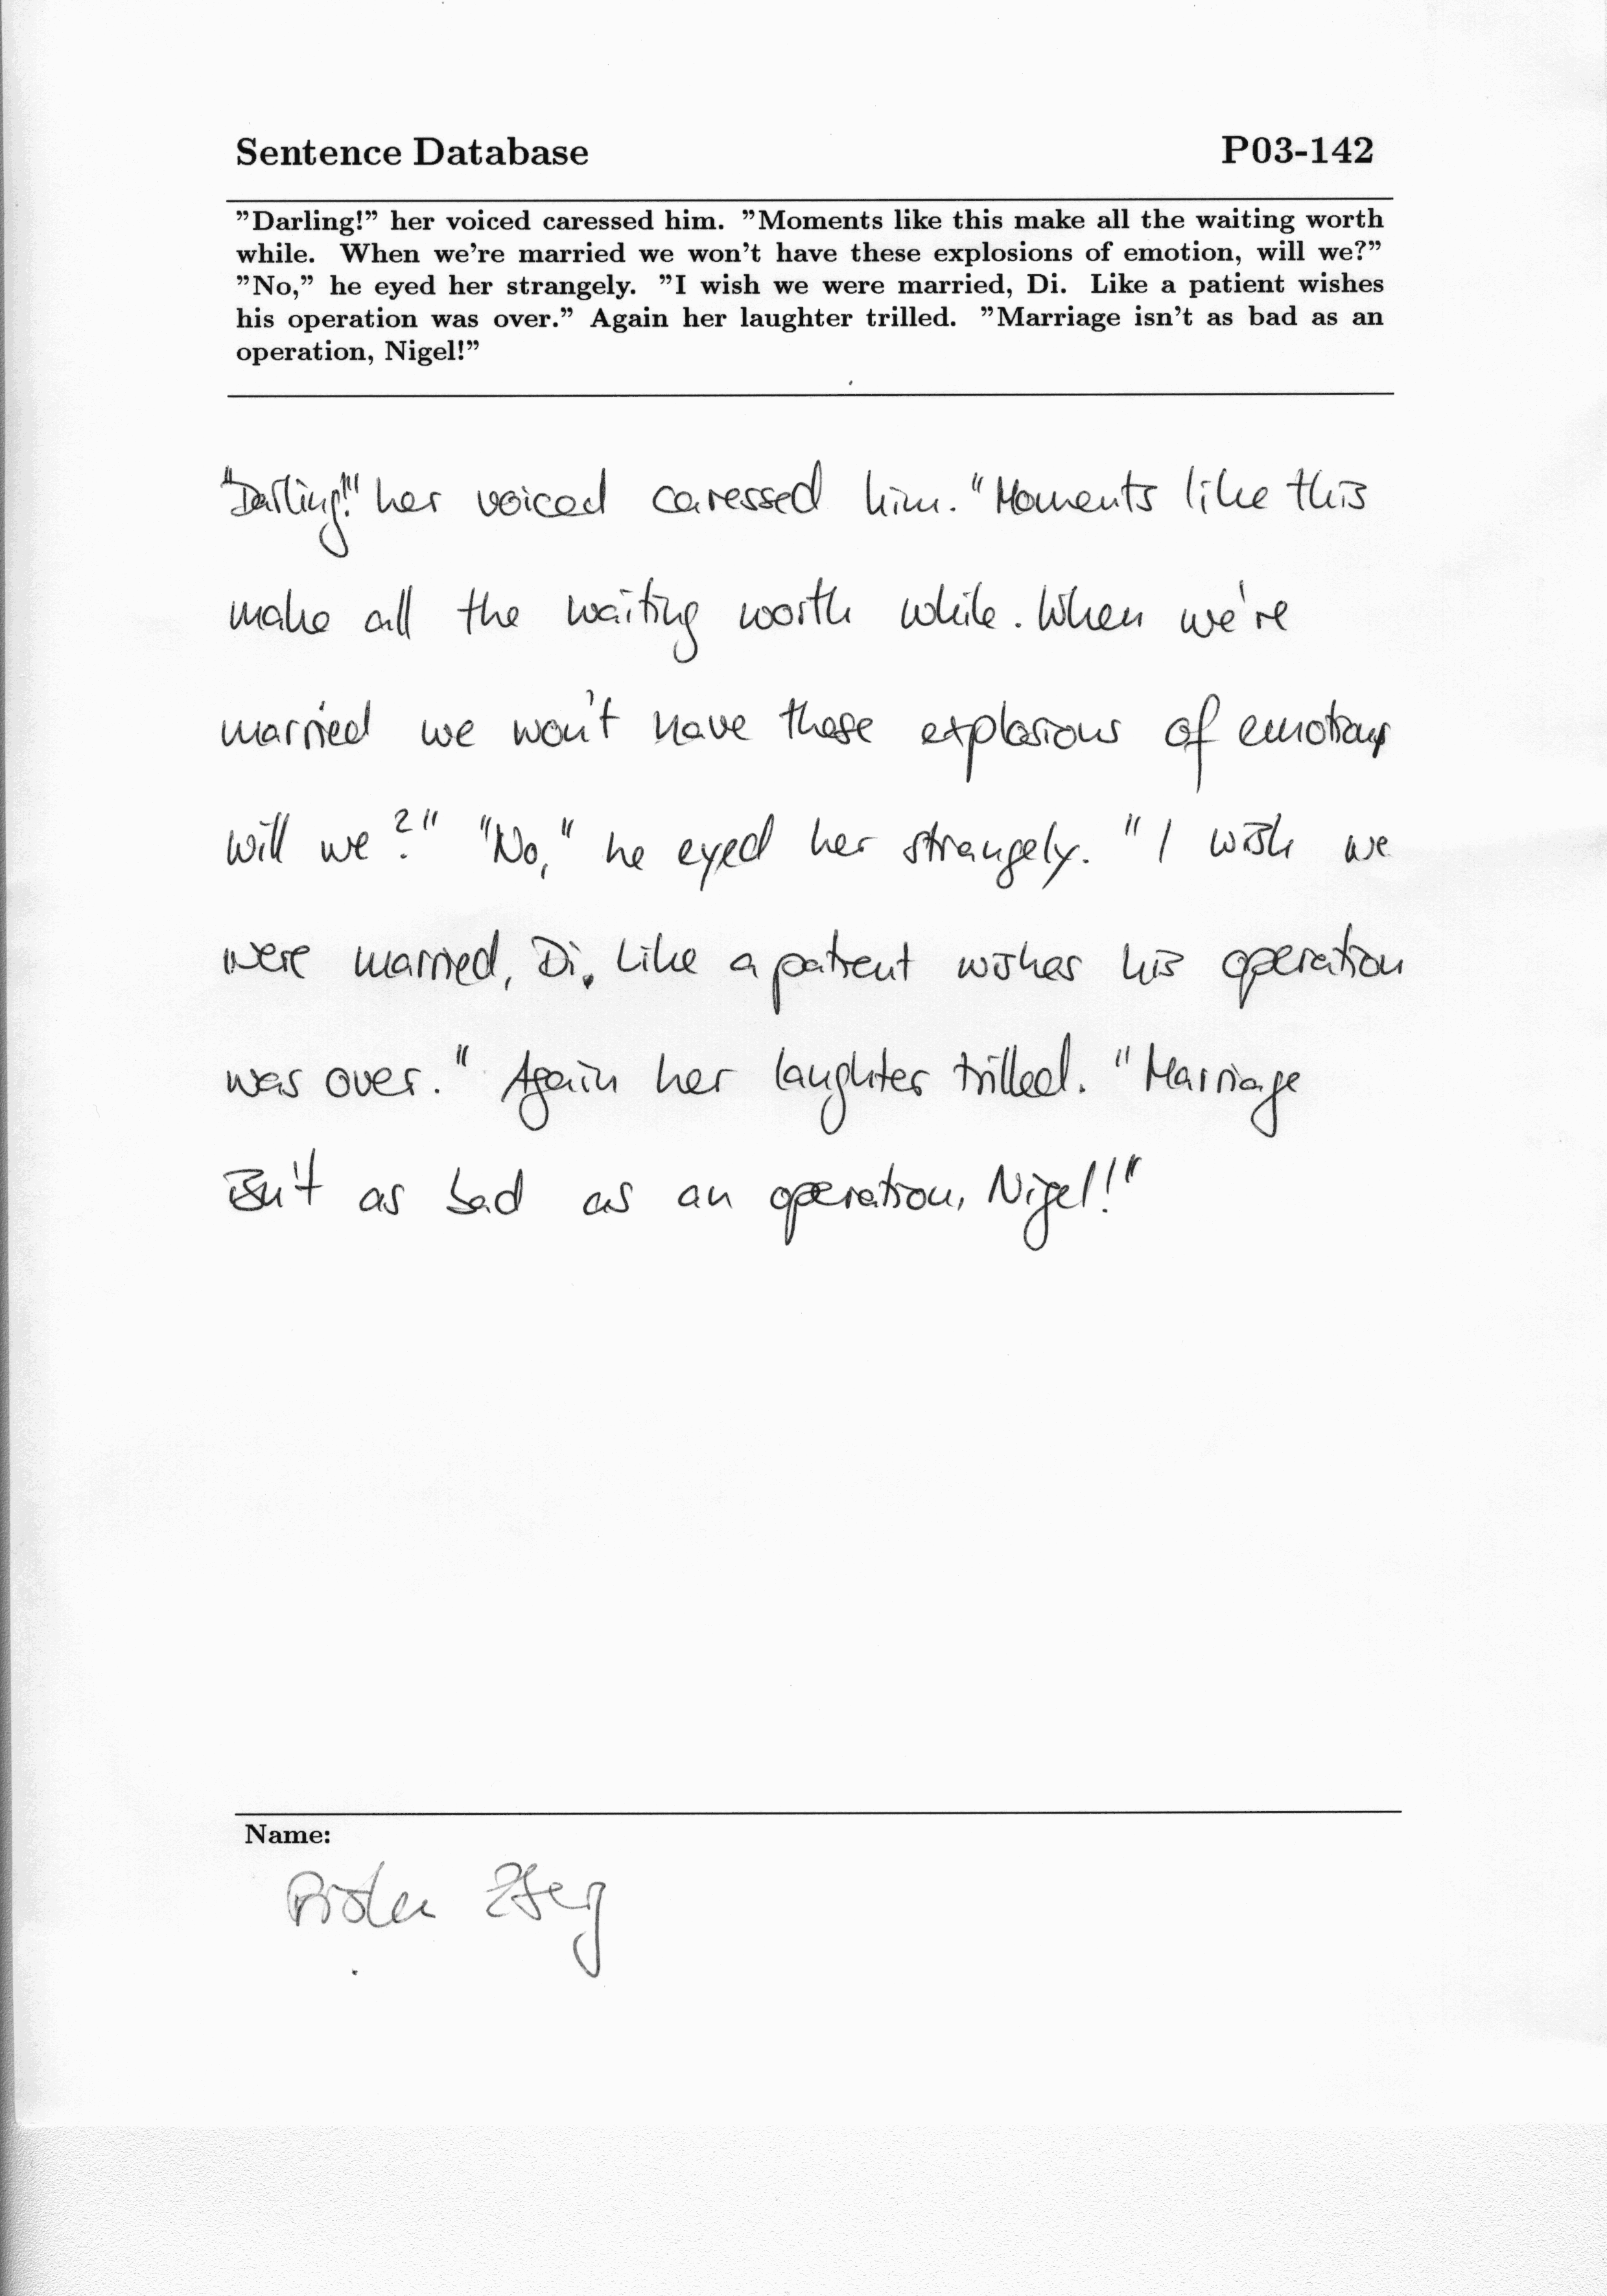 Sentence Database P03-142
”Darling!” her voiced caressed him. ”Moments like this make all the waiting worth
while. When we’re married we won’t have these explosions of emotion, will we?”
”No,” he eyed her strangely. ”I wish we were married, Di. Like a patient wishes
his operation was over.” Again her laughter trilled. ”Marriage isn’t as bad as an
operation, Nigel!”
"Darling!" her voiced caressed him. "Moments like this
make all the waiting worth while. When we're
married we won't have these explosions of emotion,
will we?" "No," he eyed her strangely. "I wish we
were married, Di. Like a patient wishes his operation
was over." Again her laughter trilled. "Marriage
isn't as bad as an operation, Nigel!"
Name: